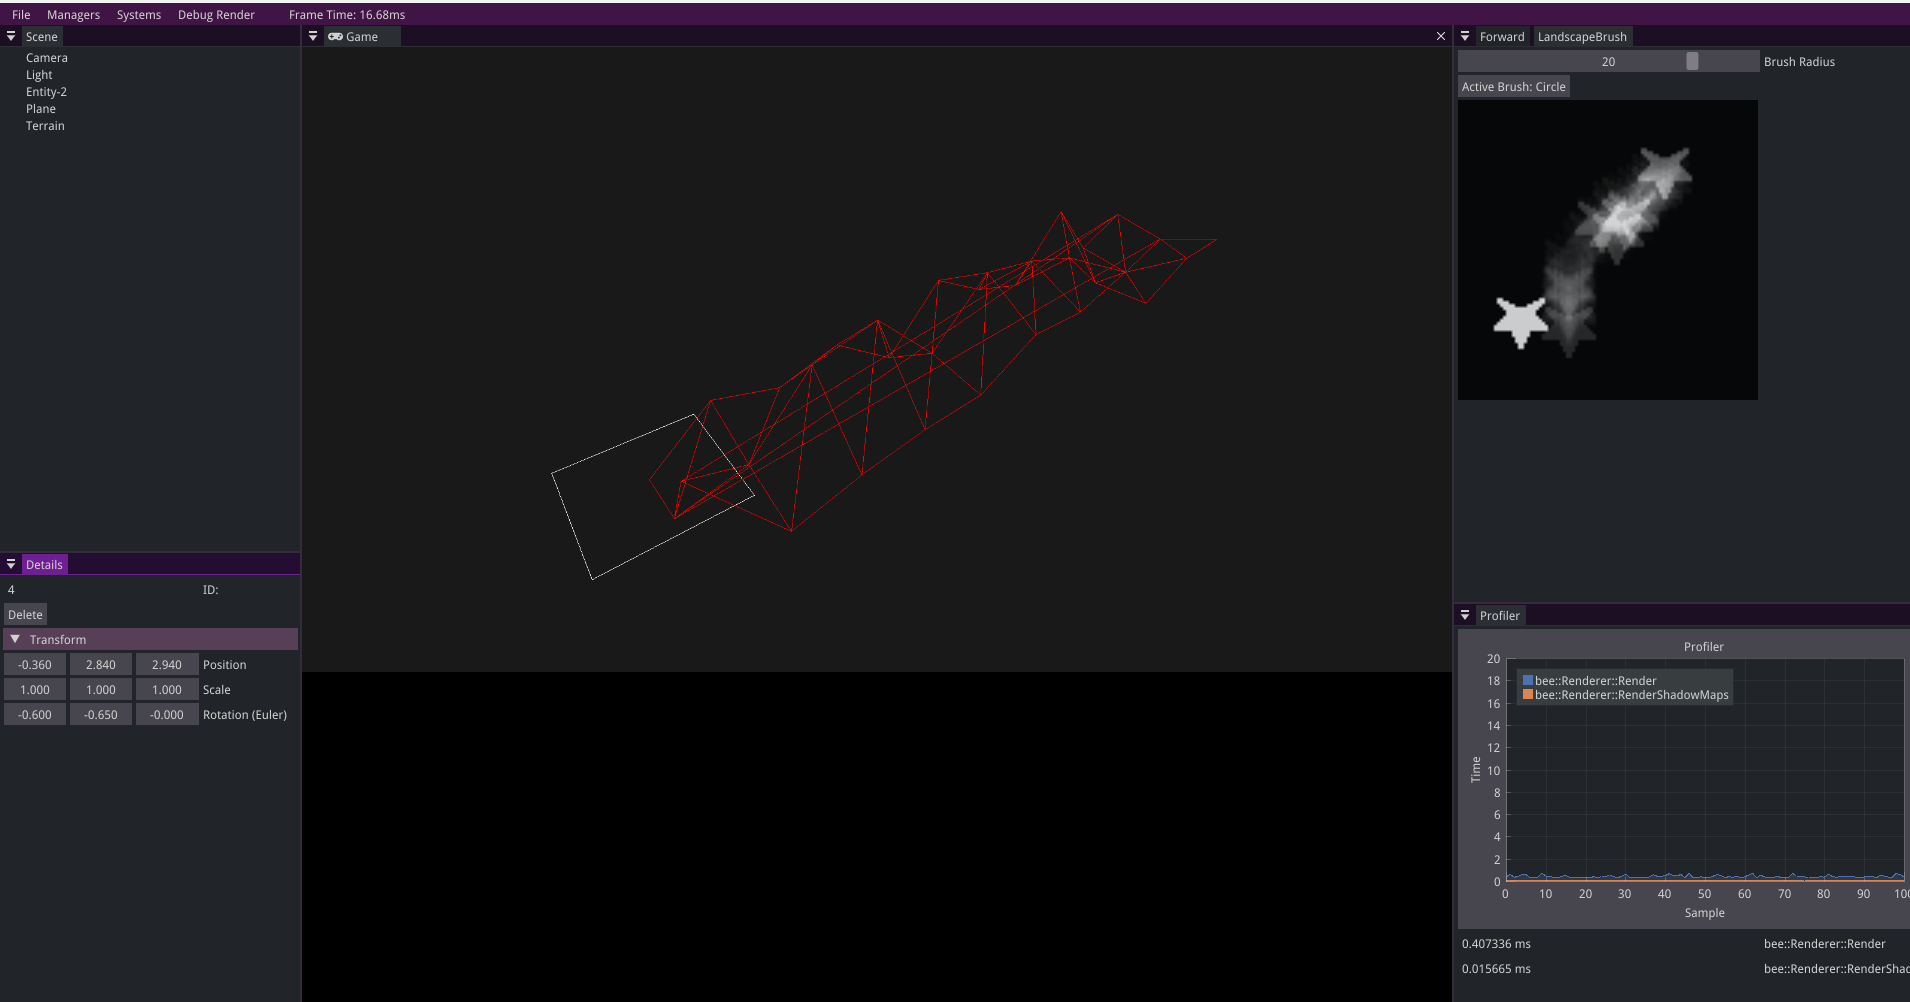 File Managers Systems Debug Render Frame Time: 16.68ms
Scene
Camera
Light
Entity-2
Plane
Terrain
Details
4 ID:
Delete
Transform
-0.360 2.840 2.940 Position
1.000 1.000 1.000 Scale
-0.600 -0.650 -0.000 Rotation (Euler)
Game
Forward LandscapeBrush
20 Brush Radius
Active Brush: Circle
Profiler
Profiler
bee::Renderer::Render
bee::Renderer::RenderShadowMaps
Time
20
18
16
14
12
10
8
6
4
2
0
0 10 20 30 40 50 60 70 80 90 100
Sample
0.407336 ms bee::Renderer::Render
0.015665 ms bee::Renderer::RenderShad